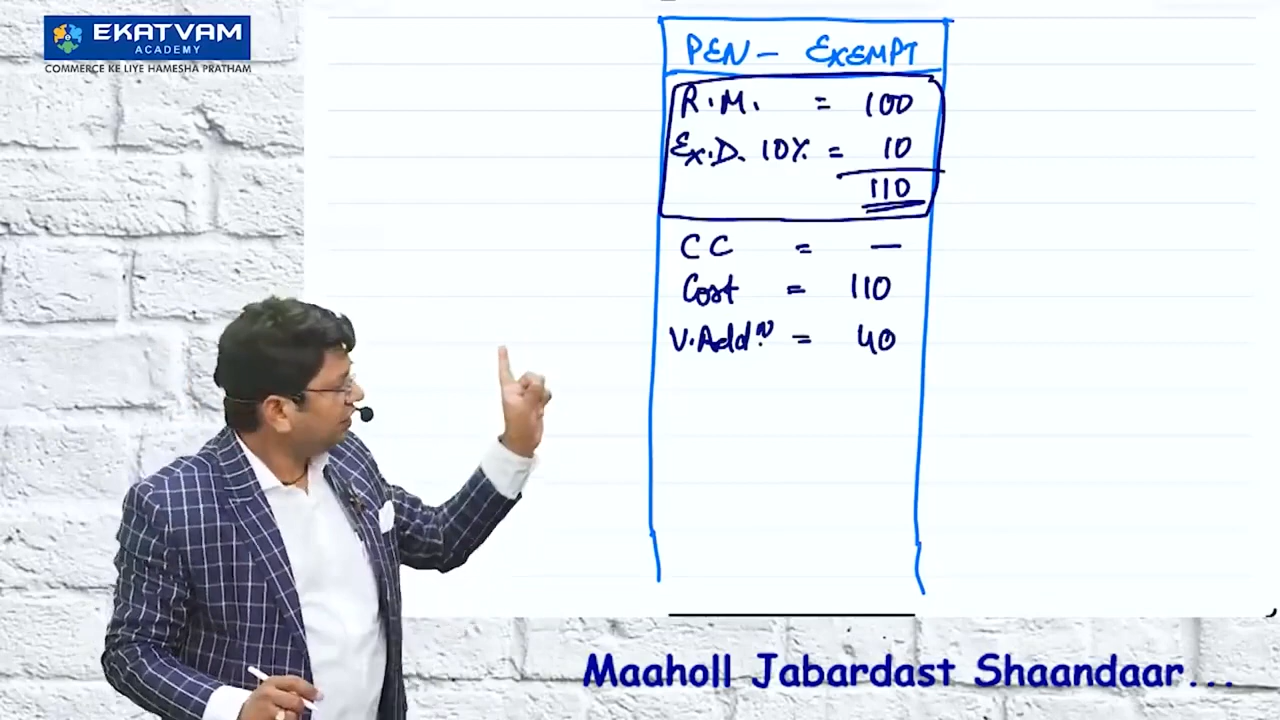 EKATVAM
ACADEMY
COMMERCE KE LIYE HAMESHA PRATHAM
PEN - EXEMPT
R.M. = 100
Ex.D. 10% = 10
110
CC = —
Cost = 110
V.Addn. = 40
Maaholl Jabardast Shaandaar...